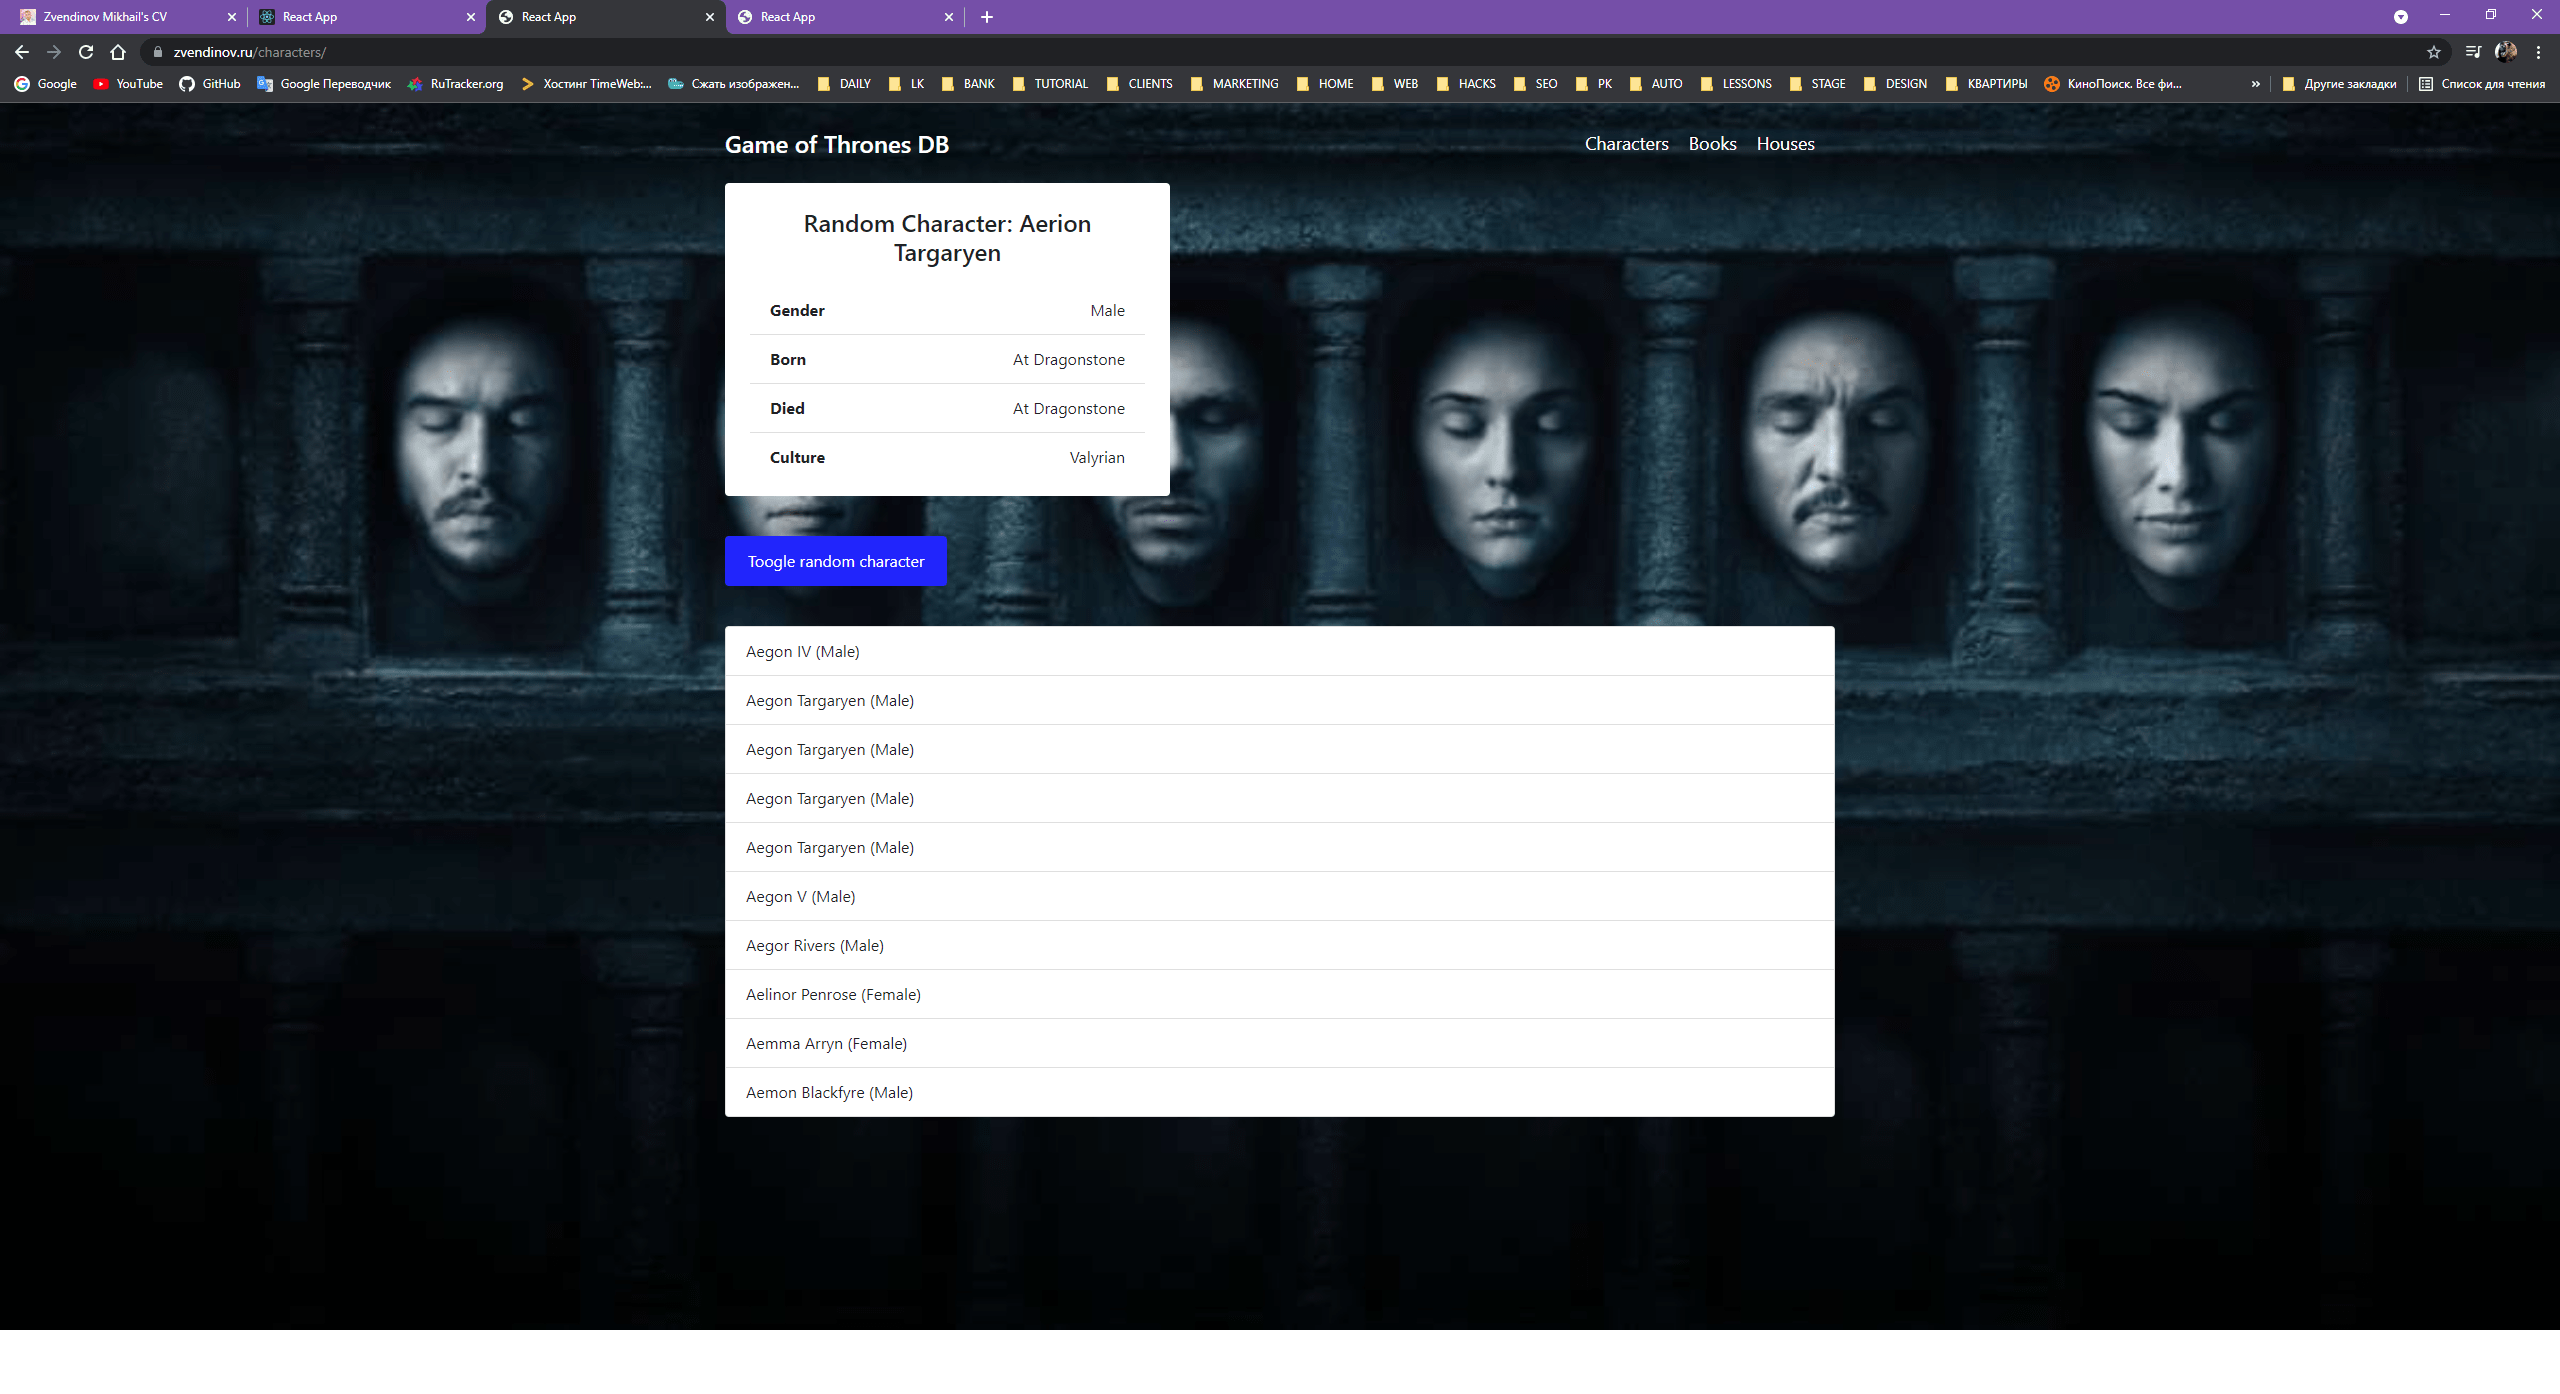 Zvendinov Mikhail's CV
React App
React App
React App
zvendinov.ru/characters/
Google YouTube GitHub Google Переводчик RuTracker.org Хостинг TimeWeb:... Сжать изображен... DAILY LK BANK TUTORIAL CLIENTS MARKETING HOME WEB HACKS SEO PK AUTO LESSONS STAGE DESIGN КВАРТИРЫ КиноПоиск. Все фи... » Другие закладки Список для чтения
Game of Thrones DB
Characters Books Houses
Random Character: Aerion
Targaryen
Gender Male
Born At Dragonstone
Died At Dragonstone
Culture Valyrian
Toogle random character
Aegon IV (Male)
Aegon Targaryen (Male)
Aegon Targaryen (Male)
Aegon Targaryen (Male)
Aegon Targaryen (Male)
Aegon V (Male)
Aegor Rivers (Male)
Aelinor Penrose (Female)
Aemma Arryn (Female)
Aemon Blackfyre (Male)